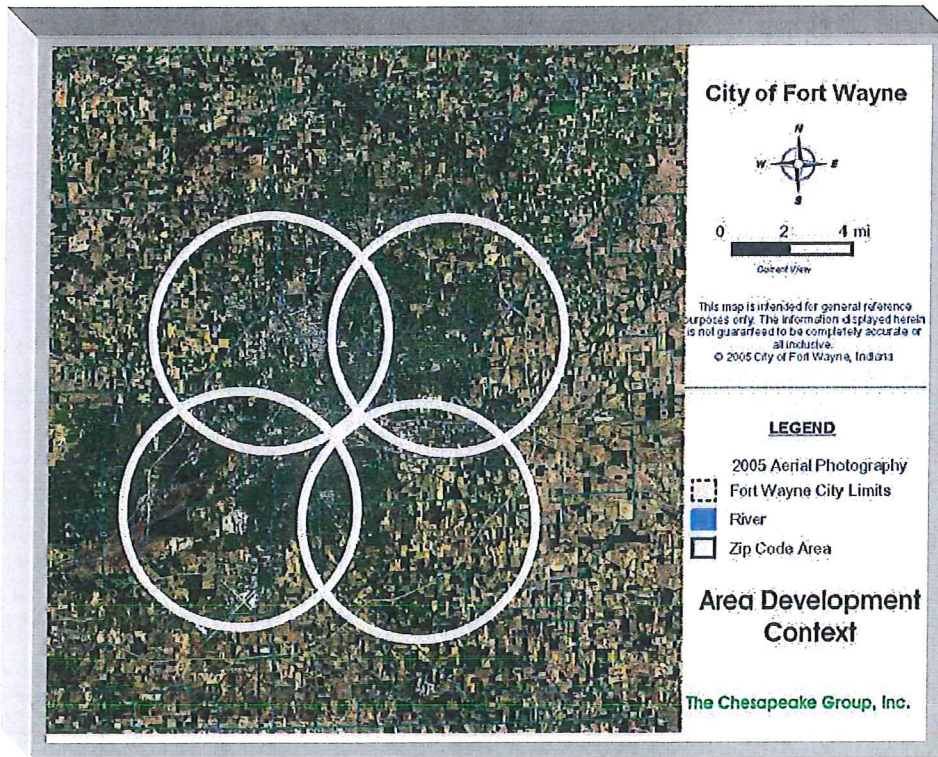 City of Fort Wayne
N
W E
S
0 2 4 mi
Current View
This map is intended for general reference
purposes only. The information displayed herein
is not guaranteed to be completely accurate or
all inclusive.
© 2005 City of Fort Wayne, Indiana
LEGEND
2005 Aerial Photography
Fort Wayne City Limits
River
Zip Code Area
Area Development
Context
The Chesapeake Group, Inc.